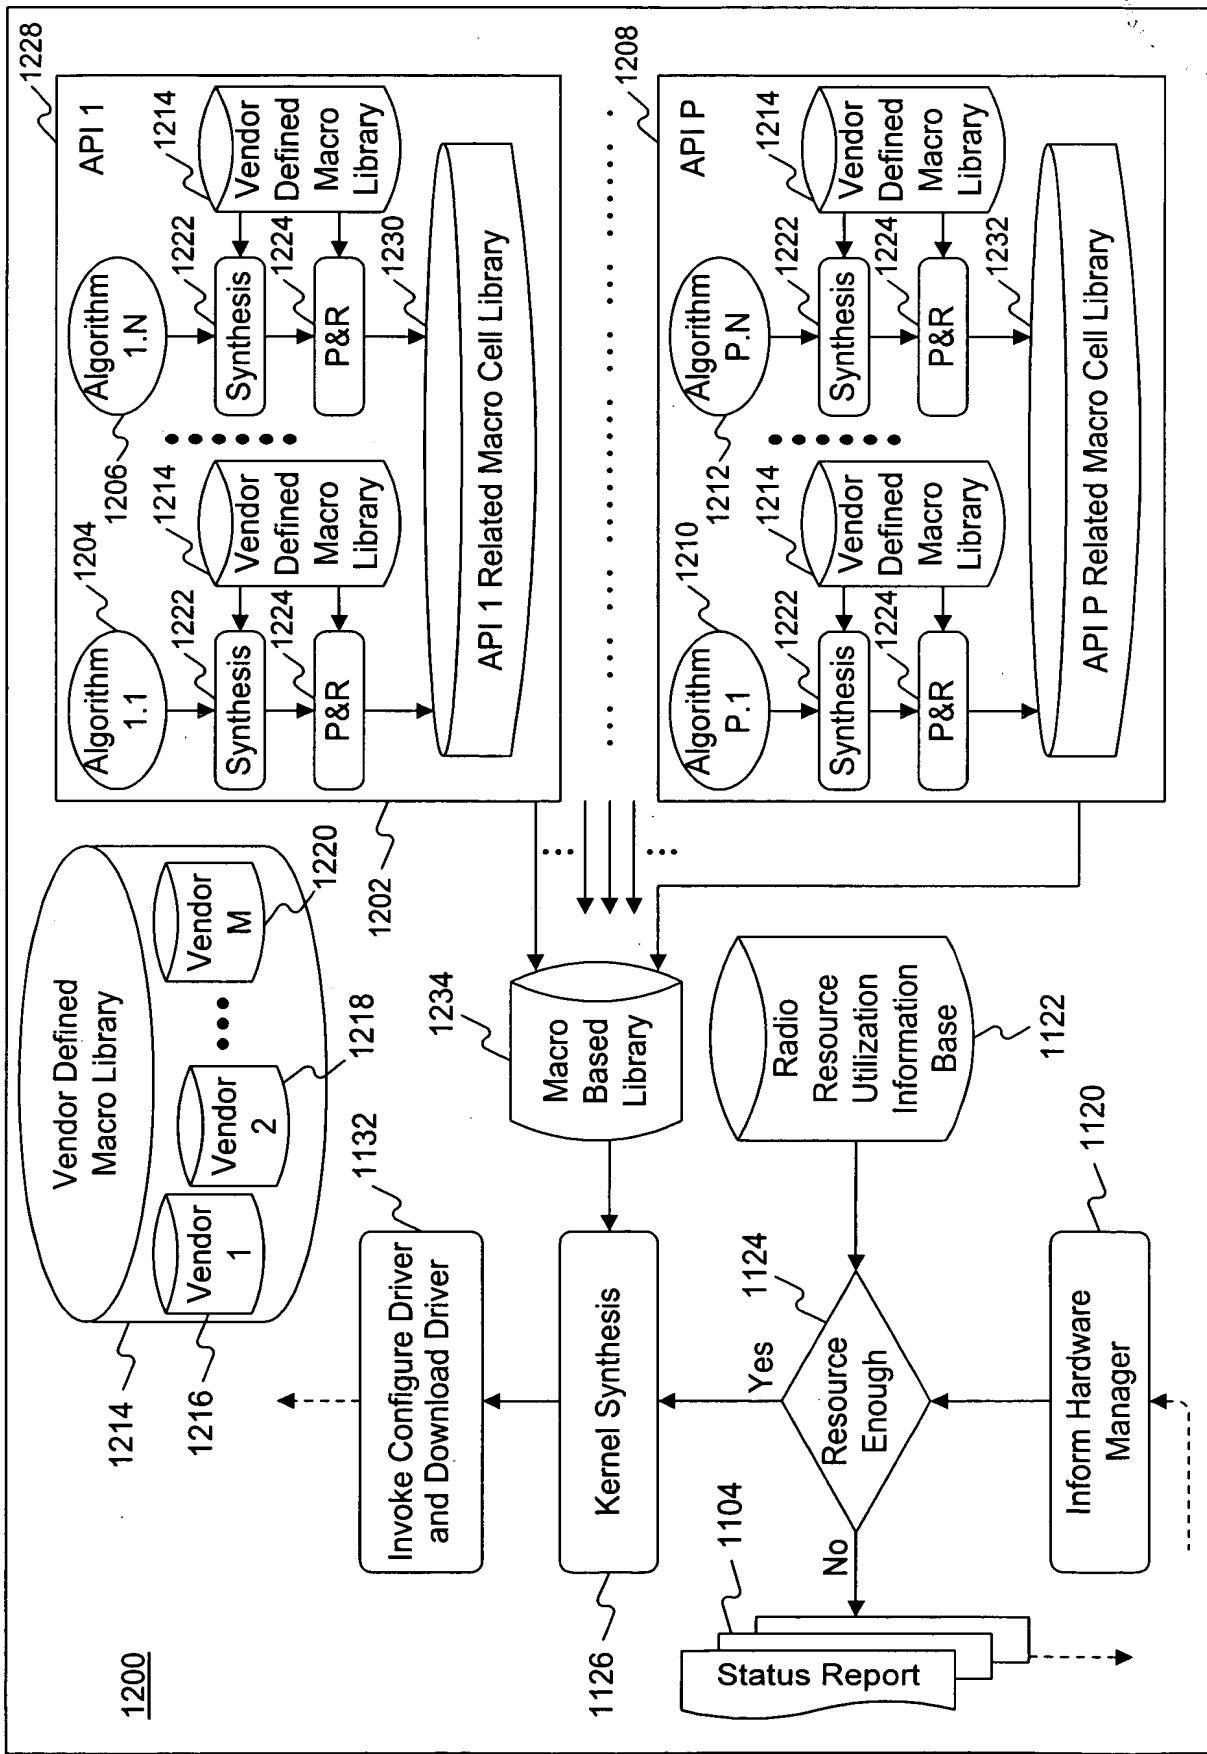 1200
1214
Vendor Defined
Macro Library
Vendor
1
1216
Vendor
2
1218
Vendor
M
1220
1202
1228
API 1
Algorithm
1.1
1204
1222
Synthesis
1224
P&R
1214
Vendor
Defined
Macro
Library
Algorithm
1.N
1206
1222
Synthesis
1224
P&R
1230
1214
Vendor
Defined
Macro
Library
API 1 Related Macro Cell Library
1208
API P
Algorithm
P.1
1210
1222
Synthesis
1224
P&R
1214
Vendor
Defined
Macro
Library
Algorithm
P.N
1212
1222
Synthesis
1224
P&R
1232
1214
Vendor
Defined
Macro
Library
API P Related Macro Cell Library
Invoke Configure Driver
and Download Driver
1132
Kernel Synthesis
1126
Macro
Based
Library
1234
Yes
Resource
Enough
1124
No
Radio
Resource
Utilization
Information
Base
1122
Status Report
1104
Inform Hardware
Manager
1120